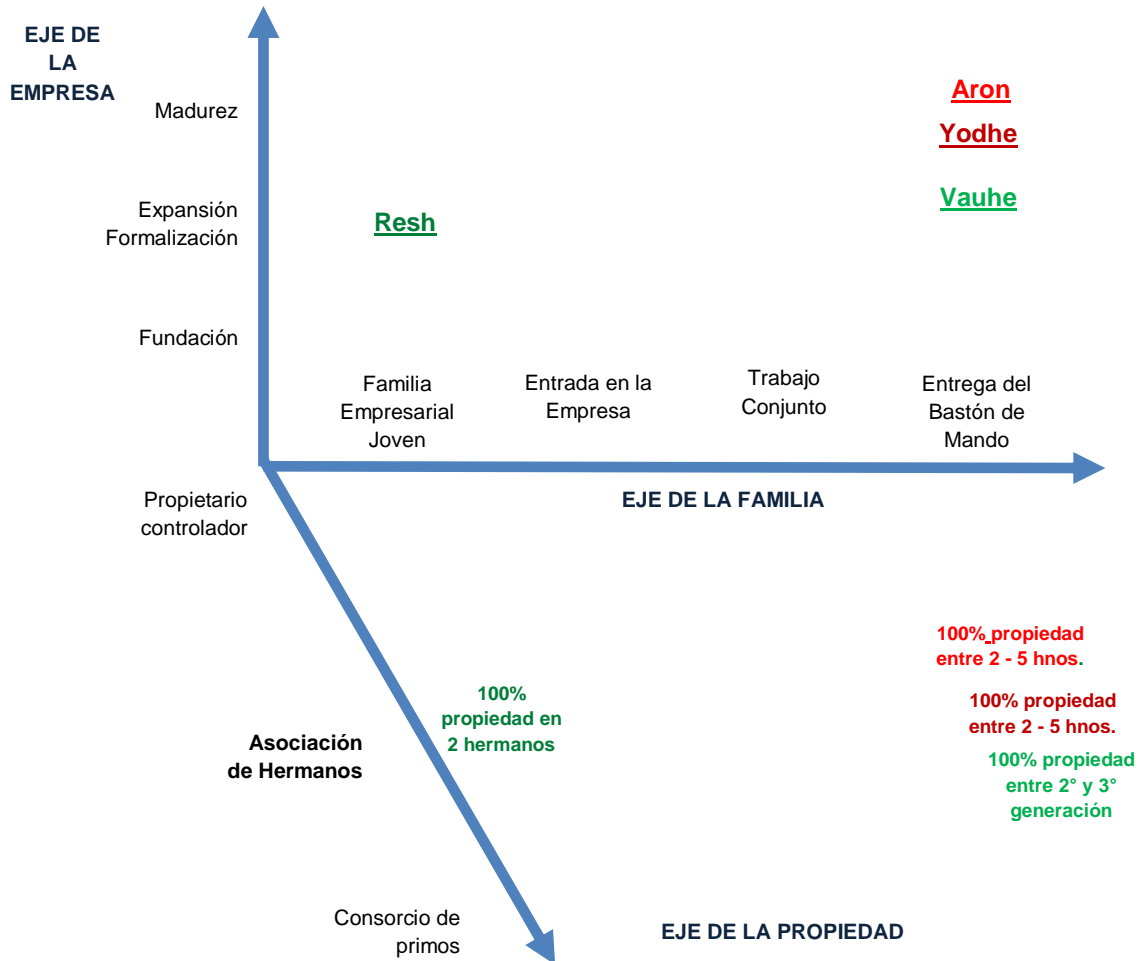 EJE DE
LA
EMPRESA
Madurez
Aron
Yodhe
Expansión
Formalización
Resh
Vauhe
Fundación
Familia
Empresarial
Joven
Entrada en la
Empresa
Trabajo
Conjunto
Entrega del
Bastón de
Mando
EJE DE LA FAMILIA
Propietario
controlador
100% propiedad
entre 2 - 5 hnos.
100%
propiedad en
2 hermanos
100% propiedad
entre 2 - 5 hnos.
Asociación
de Hermanos
100% propiedad
entre 2° y 3°
generación
Consorcio de
primos
EJE DE LA PROPIEDAD